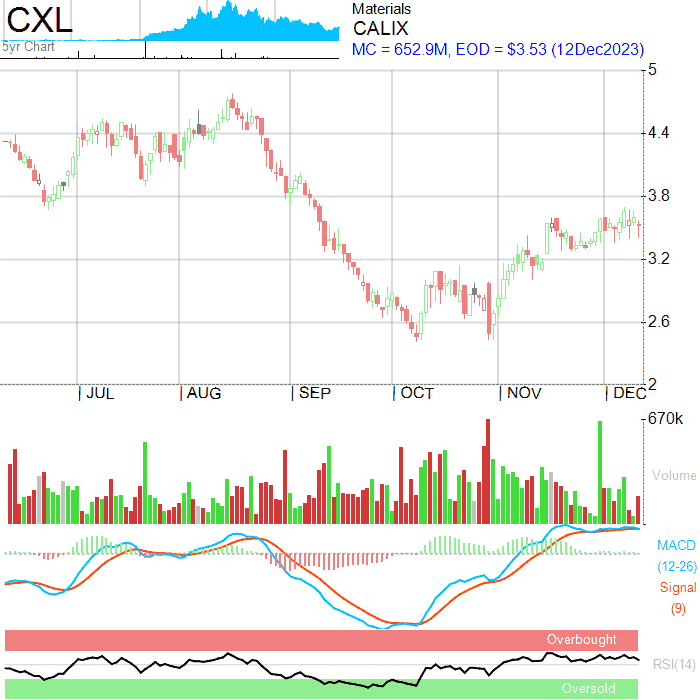 CXL
5yr Chart
Materials
CALIX
MC = 652.9M, EOD = $3.53 (12Dec2023)
5
4.4
3.8
3.2
2.6
2
JUL
AUG
SEP
OCT
NOV
DEC
670k
Volume
MACD
(12-26)
Signal
(9)
Overbought
RSI(14)
Oversold